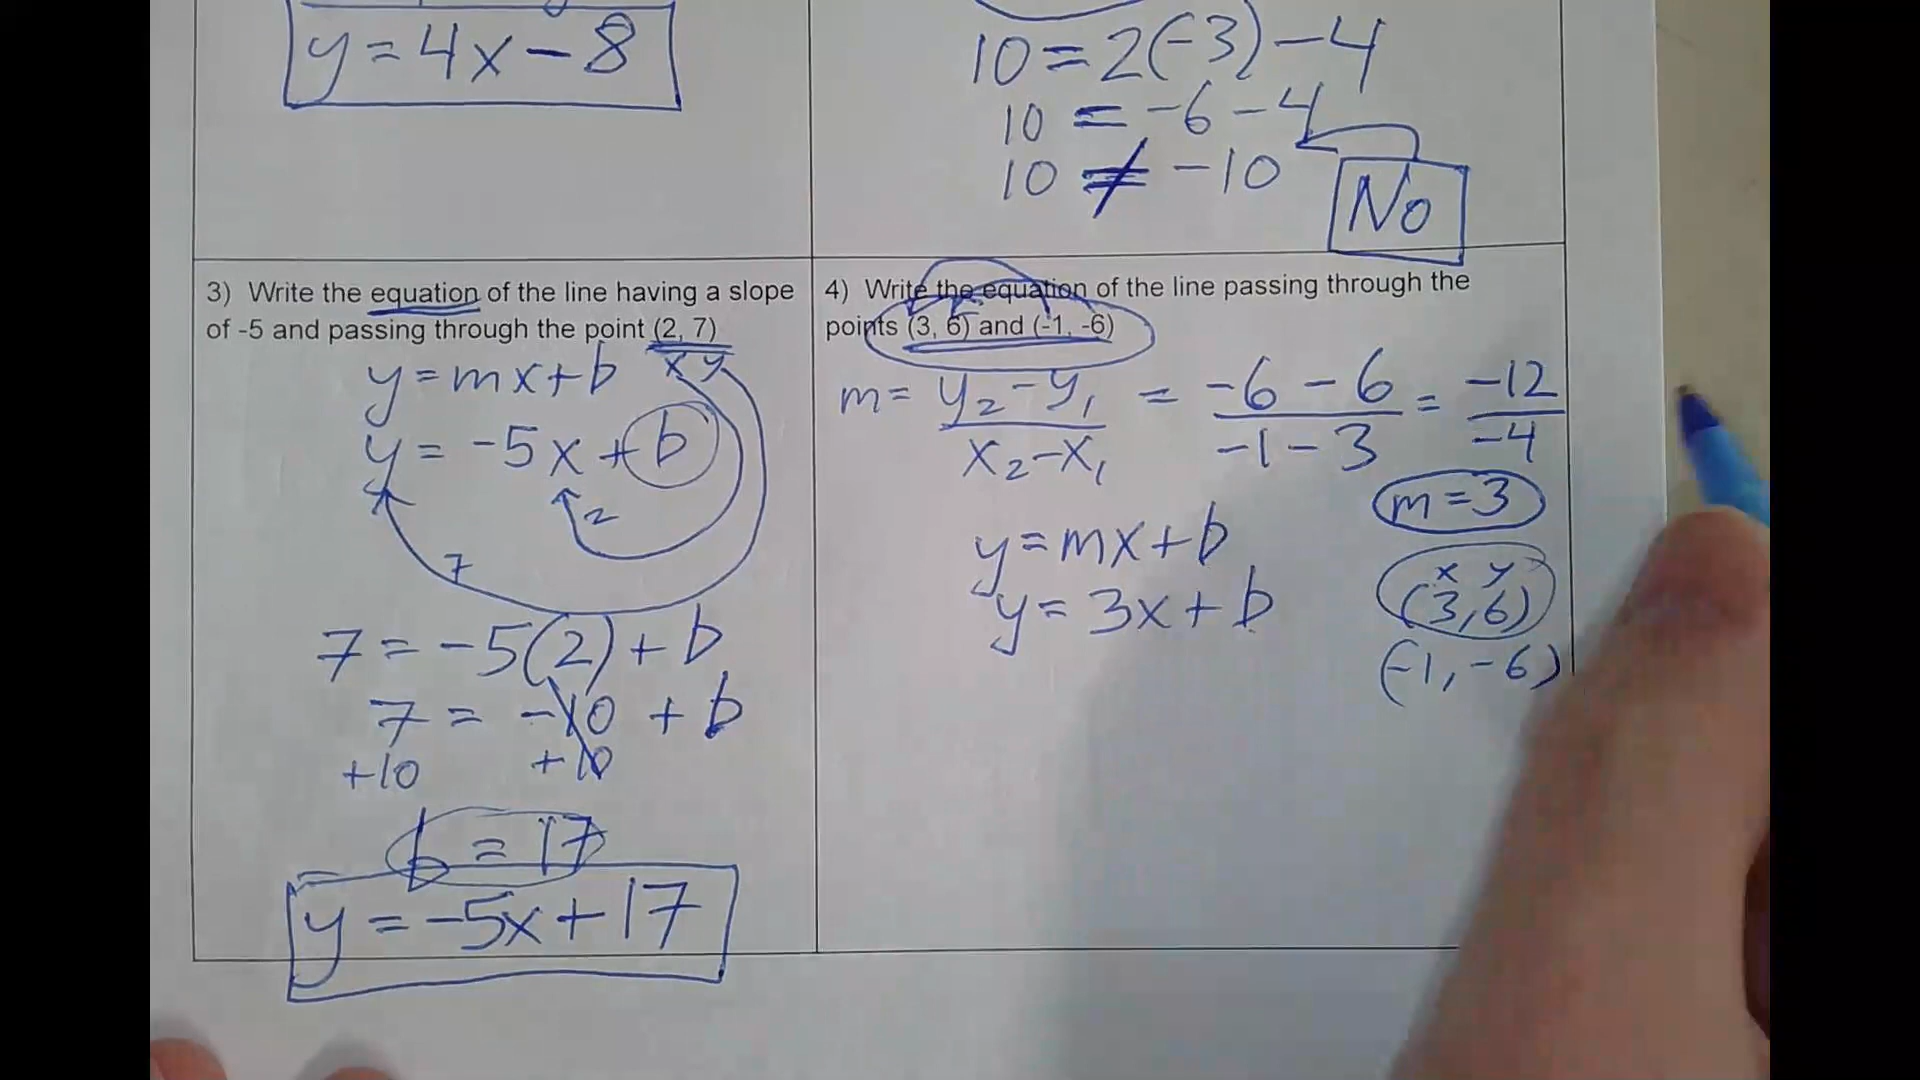 y = 4x - 8
10 = 2(-3) - 4
10 = -6 - 4
10 ≠ -10
No
3) Write the equation of the line having a slope
of -5 and passing through the point (2, 7)
x y
y = mx + b
y = -5x + b
2
7
7 = -5(2) + b
7 = -10 + b
+10 +10
b = 17
y = -5x + 17
4) Write the equation of the line passing through the
points (3, 6) and (-1, -6)
m = y₂ - y₁ / x₂ - x₁ = -6 - 6 / -1 - 3 = -12 / -4
m = 3
y = mx + b
y = 3x + b
x y
(3, 6)
(-1, -6)